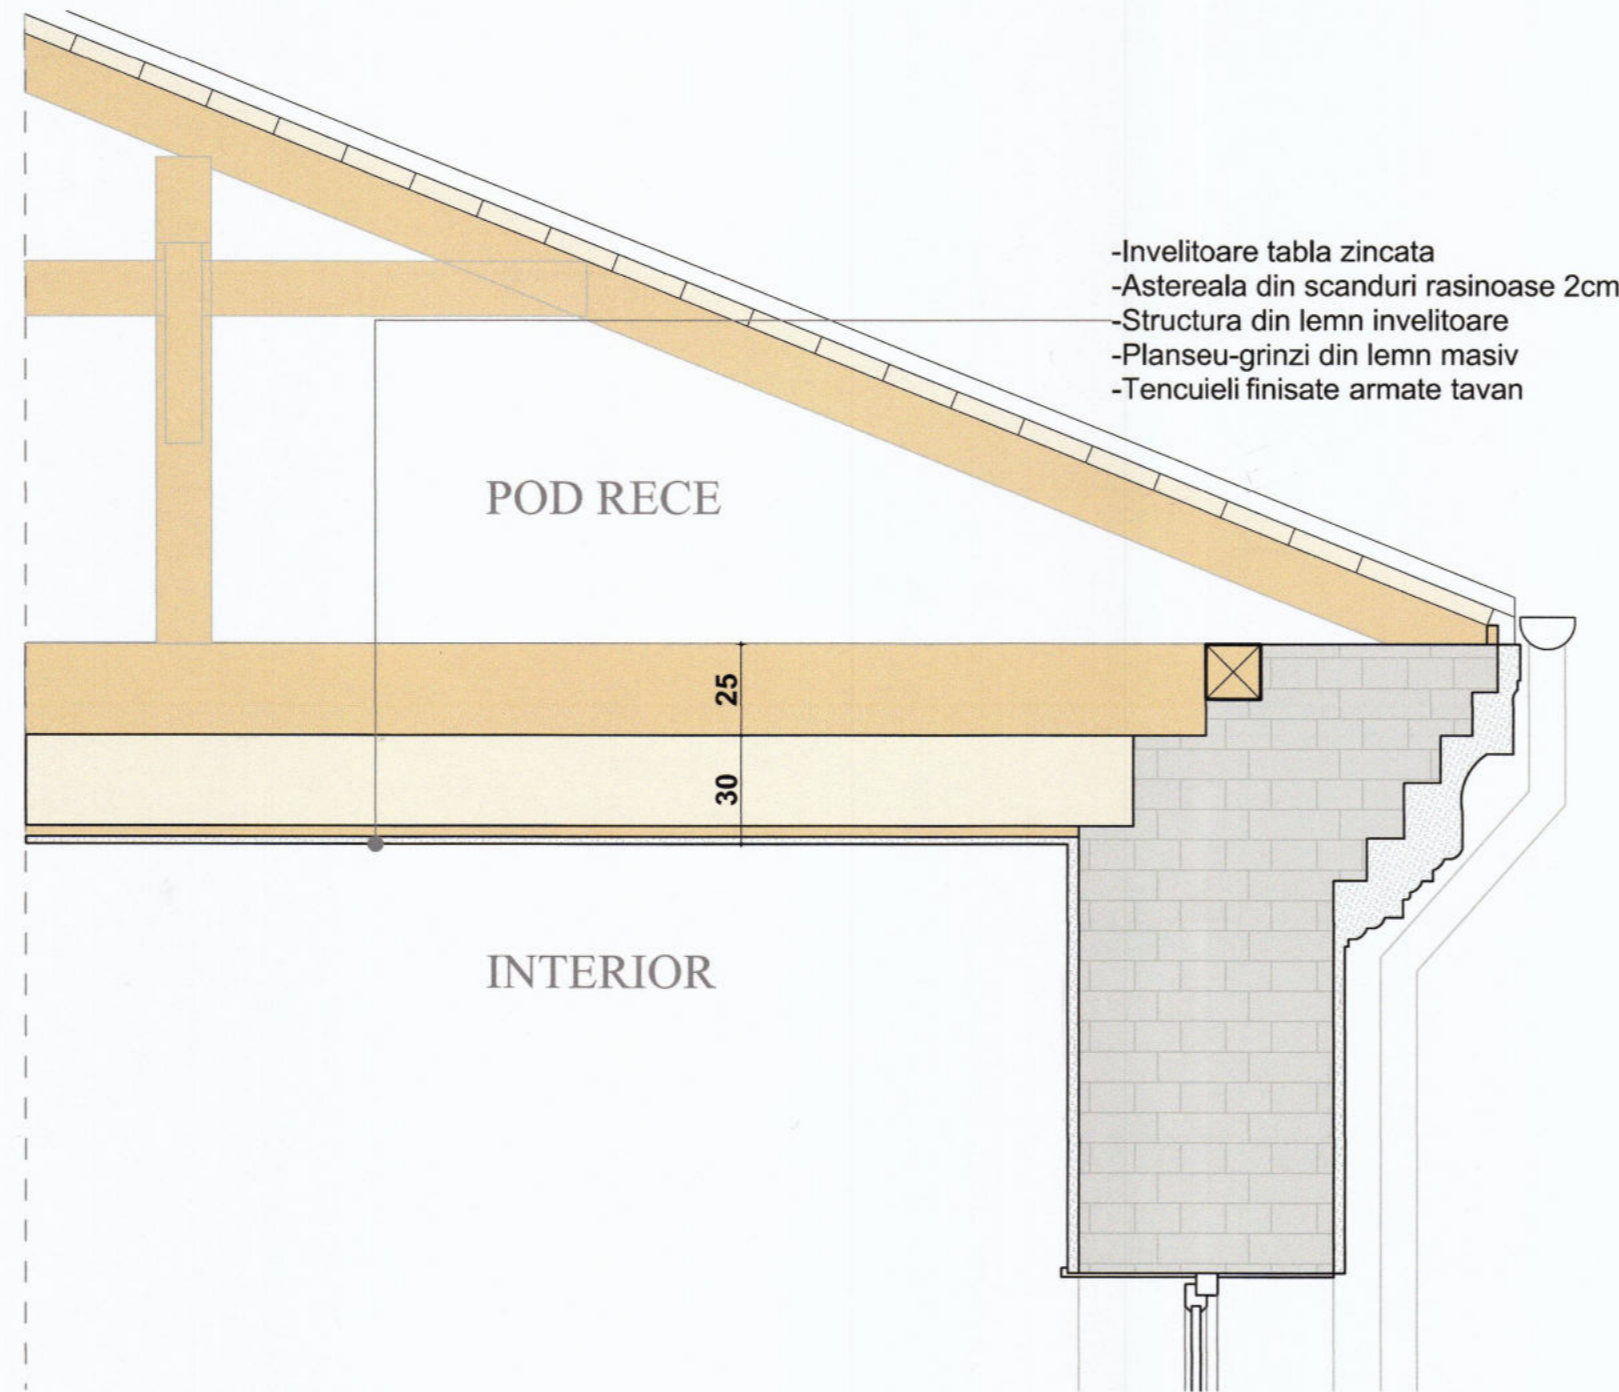 -Invelitoare tabla zincata
-Astereala din scanduri rasinoase 2cm
-Structura din lemn invelitoare
-Planseu-grinzi din lemn masiv
-Tencuieli finisate armate tavan
POD RECE
25
30
INTERIOR